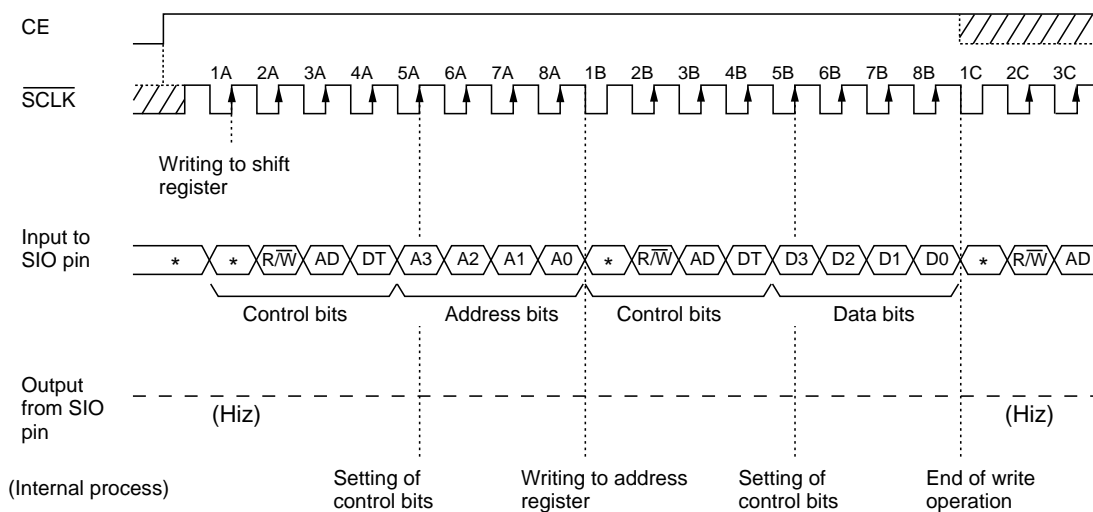 CE
1A 2A 3A 4A 5A 6A 7A 8A 1B 2B 3B 4B 5B 6B 7B 8B 1C 2C 3C
SCLK
Writing to shift
register
Input to
SIO pin
* * R/W AD DT A3 A2 A1 A0 * R/W AD DT D3 D2 D1 D0 * R/W AD
Control bits Address bits Control bits Data bits
Output
from SIO
pin
(Hiz) (Hiz)
(Internal process)
Setting of
control bits
Writing to address
register
Setting of
control bits
End of write
operation